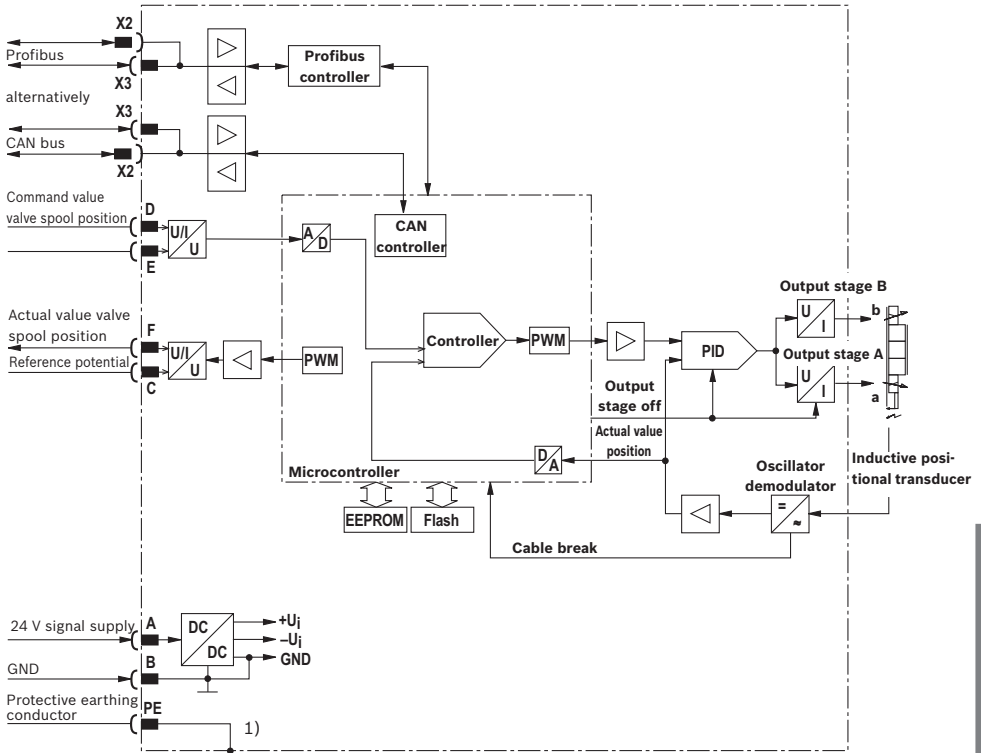 X2
Profibus
X3
Profibus
controller
alternatively
X3
CAN bus
X2
Command value
valve spool position
D
E
U/I
U
A
D
CAN
controller
Actual value valve
spool position
F
Reference potential
C
U/I
U
PWM
Controller
PWM
PID
Output stage B
U
I
b
Output stage A
U
I
a
Output
stage off
Actual value
position
D
A
Microcontroller
EEPROM
Flash
Oscillator
demodulator
=
≈
Inductive posi-
tional transducer
Cable break
24 V signal supply
A
DC
DC
+Ui
–Ui
GND
GND
B
Protective earthing
conductor
PE
1)